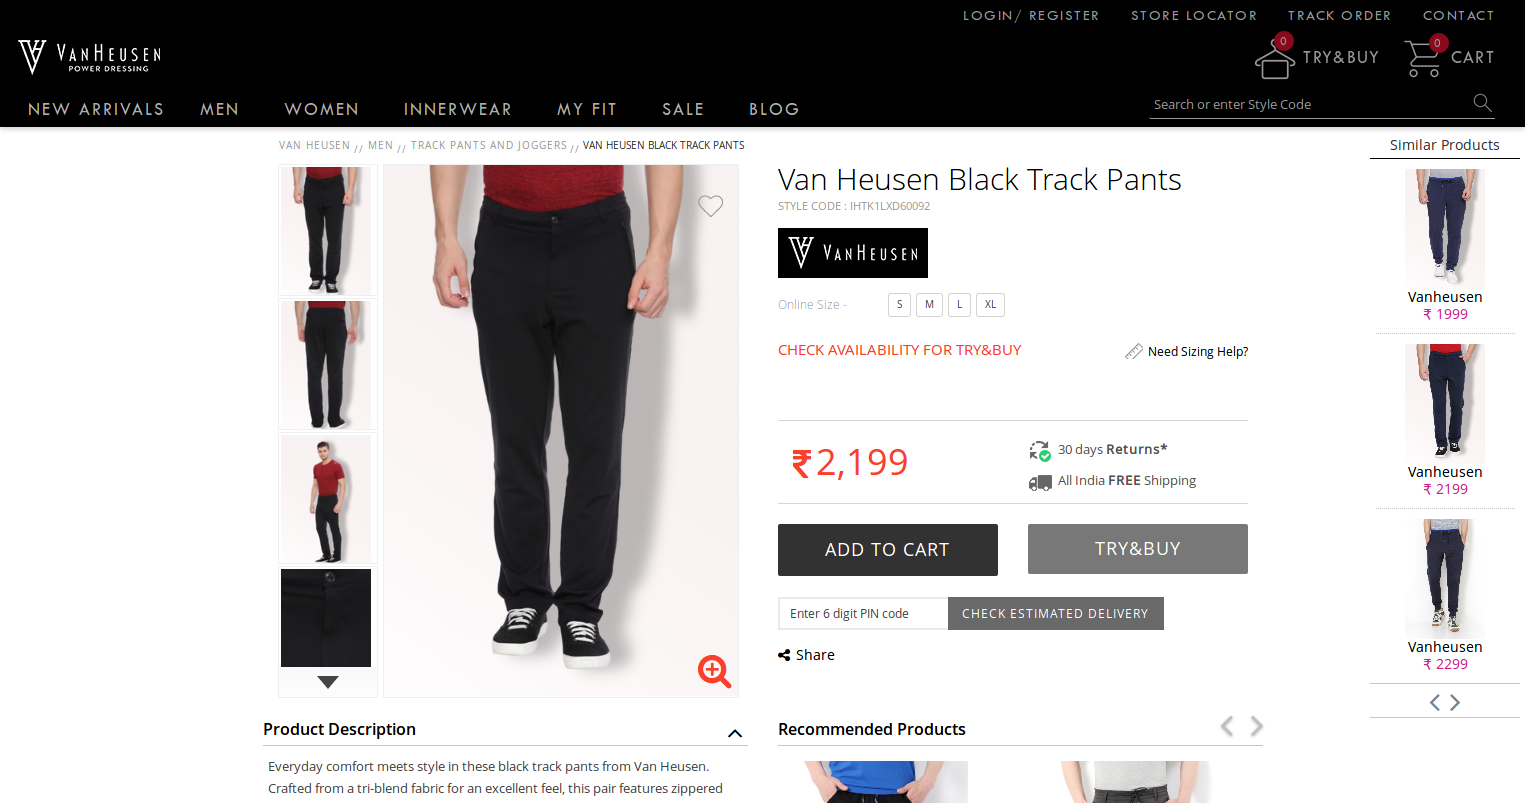 LOGIN/ REGISTER
STORE LOCATOR
TRACK ORDER
CONTACT
VANHEUSEN
POWER DRESSING
0
TRY&BUY
0
CART
NEW ARRIVALS
MEN
WOMEN
INNERWEAR
MY FIT
SALE
BLOG
Search or enter Style Code
VAN HEUSEN // MEN // TRACK PANTS AND JOGGERS // VAN HEUSEN BLACK TRACK PANTS
Van Heusen Black Track Pants
STYLE CODE : IHTK1LXD60092
VANHEUSEN
Online Size -
S
M
L
XL
CHECK AVAILABILITY FOR TRY&BUY
Need Sizing Help?
₹2,199
30 days Returns*
All India FREE Shipping
ADD TO CART
TRY&BUY
Enter 6 digit PIN code
CHECK ESTIMATED DELIVERY
Share
Similar Products
Vanheusen
₹ 1999
Vanheusen
₹ 2199
Vanheusen
₹ 2299
Product Description
Everyday comfort meets style in these black track pants from Van Heusen.
Crafted from a tri-blend fabric for an excellent feel, this pair features zippered
Recommended Products